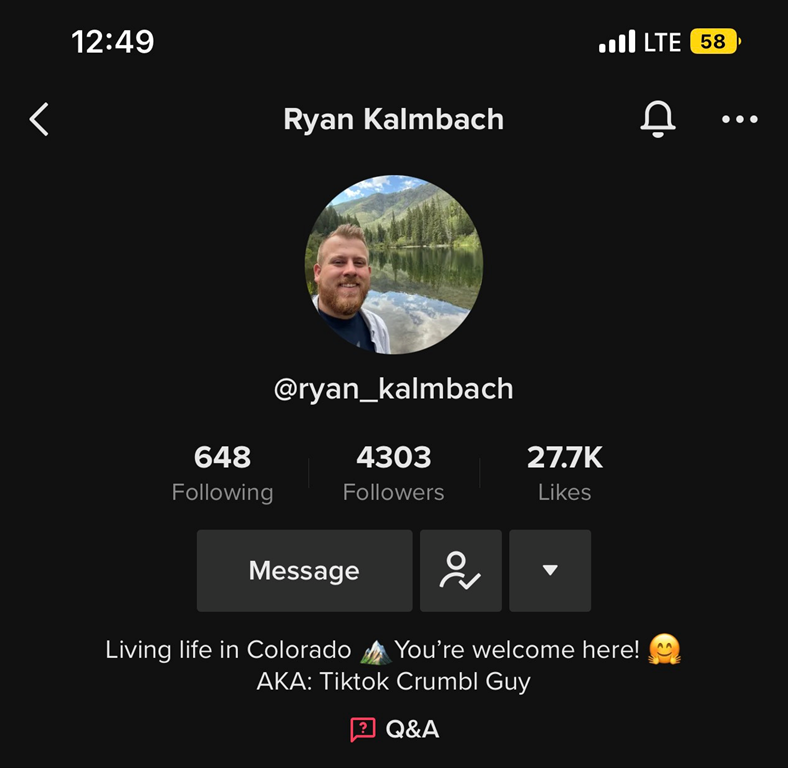 12:49 LTE 58
Ryan Kalmbach
@ryan_kalmbach
648 4303 27.7K
Following Followers Likes
Message
Living life in Colorado 🏔️ You’re welcome here! 🤗
AKA: Tiktok Crumbl Guy
? Q&A